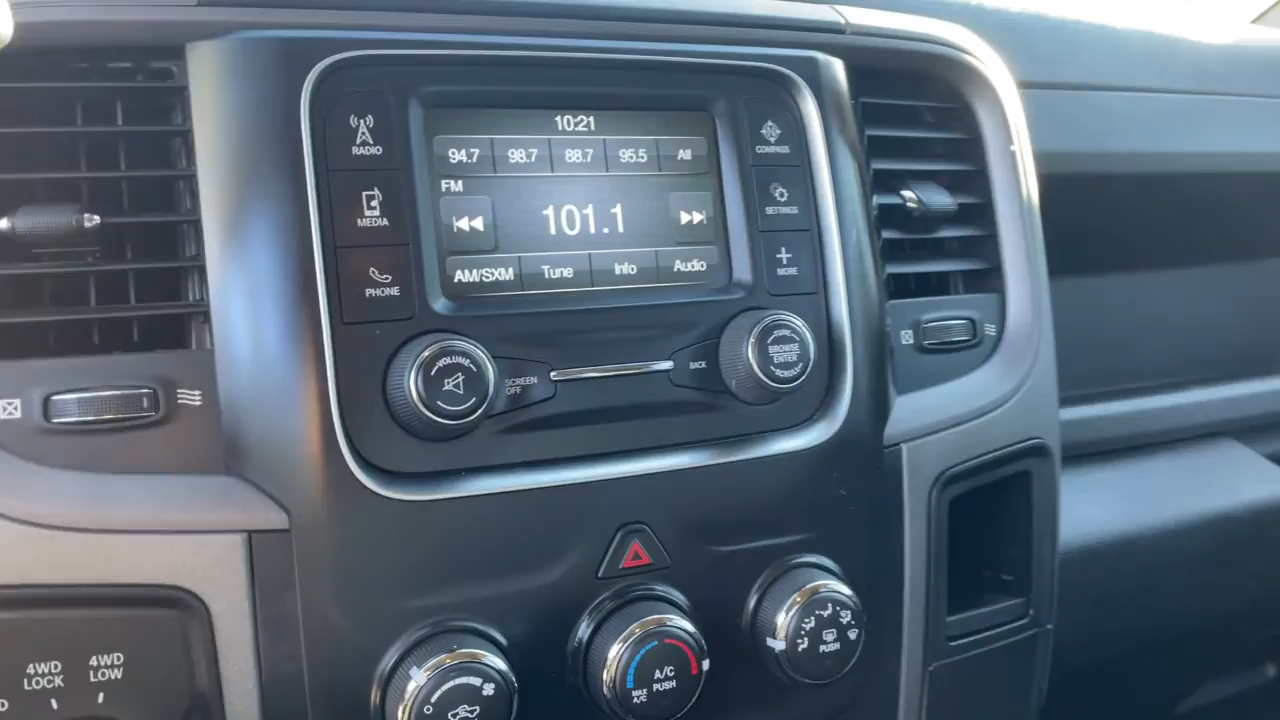 10:21
RADIO
94.7 98.7 88.7 95.5 All
COMPASS
FM
MEDIA
101.1
SETTINGS
PHONE
AM/SXM Tune Info Audio
MORE
VOLUME
SCREEN
OFF
BACK
TUNE
BROWSE
ENTER
SCROLL
4WD
LOCK
4WD
LOW
A/C
PUSH
MAX
A/C
PUSH